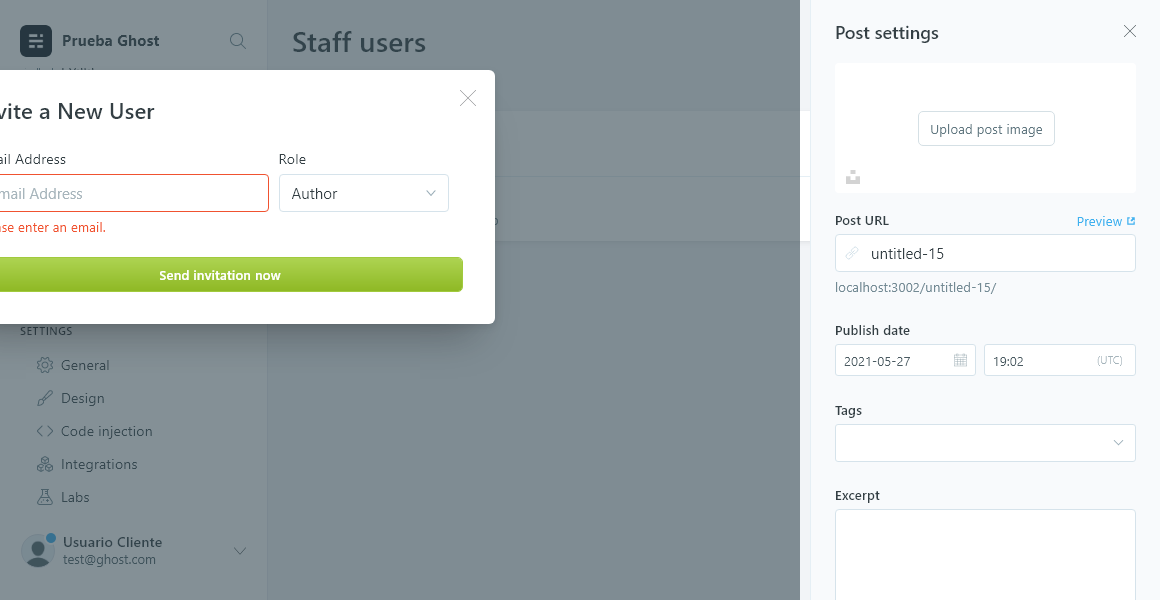 Prueba Ghost
Staff users
vite a New User
ail Address
Role
mail Address
Author
ase enter an email.
Send invitation now
SETTINGS
General
Design
Code injection
Integrations
Labs
Usuario Cliente
test@ghost.com
Post settings
Upload post image
Post URL
Preview
untitled-15
localhost:3002/untitled-15/
Publish date
2021-05-27
19:02
(UTC)
Tags
Excerpt